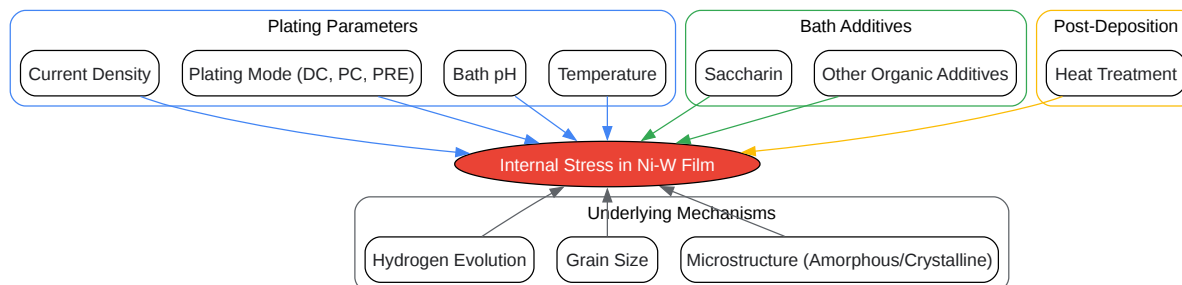 Plating Parameters
Bath Additives
Post-Deposition
Current Density
Plating Mode (DC, PC, PRE)
Bath pH
Temperature
Saccharin
Other Organic Additives
Heat Treatment
Internal Stress in Ni-W Film
Underlying Mechanisms
Hydrogen Evolution
Grain Size
Microstructure (Amorphous/Crystalline)